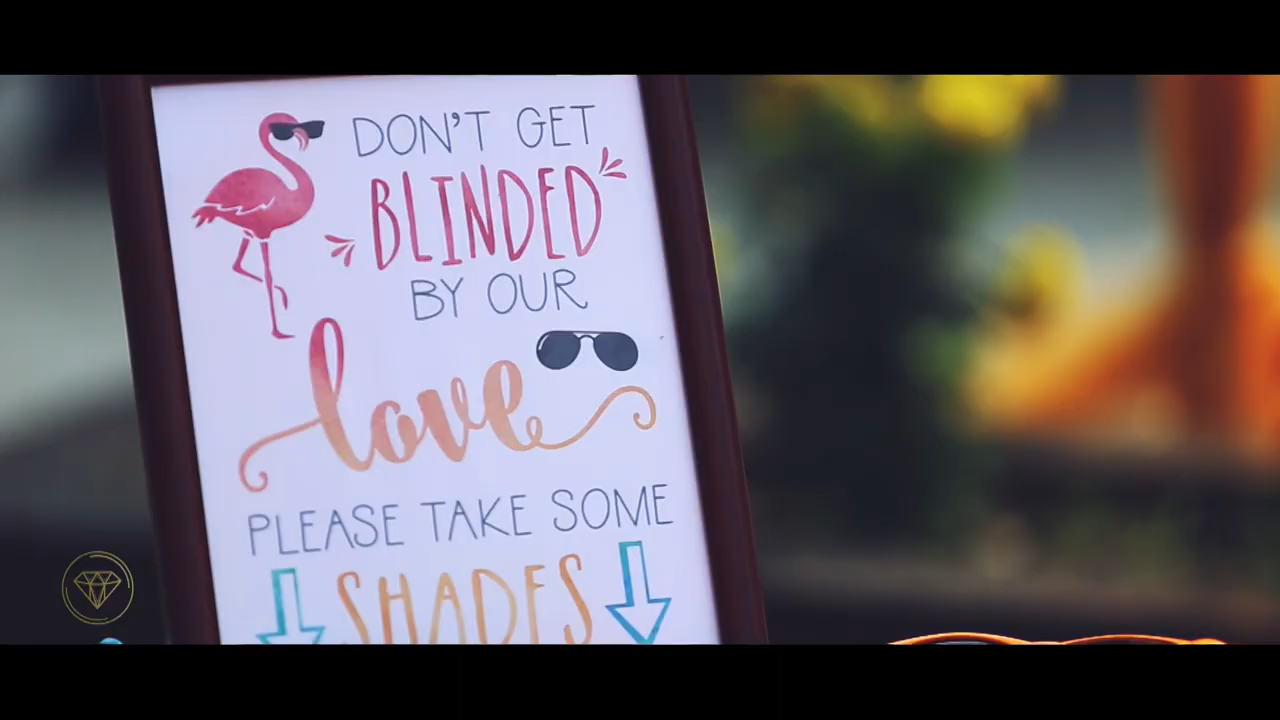 DON'T GET
BLINDED
BY OUR
love
PLEASE TAKE SOME
SHADES